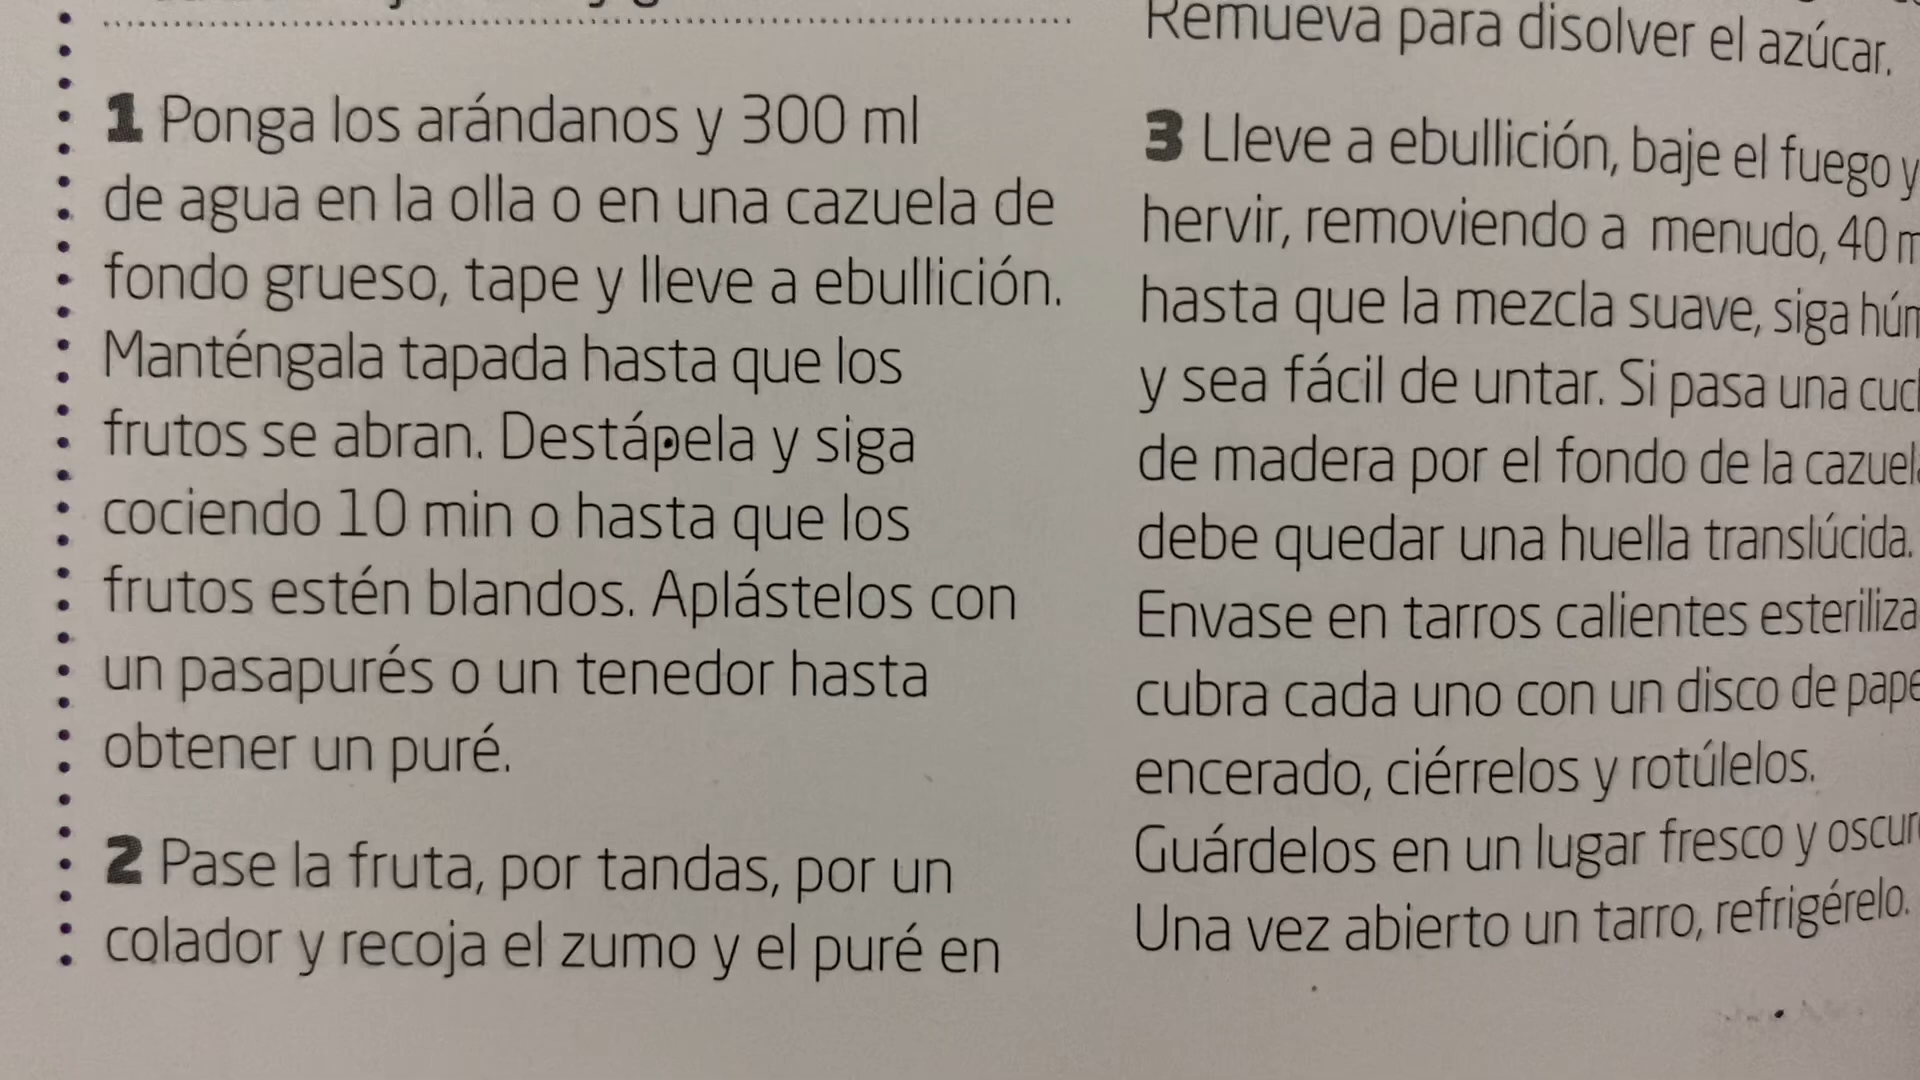 1 Ponga los arándanos y 300 ml
de agua en la olla o en una cazuela de
fondo grueso, tape y lleve a ebullición.
Manténgala tapada hasta que los
frutos se abran. Destápela y siga
cociendo 10 min o hasta que los
frutos estén blandos. Aplástelos con
un pasapurés o un tenedor hasta
obtener un puré.
2 Pase la fruta, por tandas, por un
colador y recoja el zumo y el puré en
Remueva para disolver el azúcar.
3 Lleve a ebullición, baje el fuego y
hervir, removiendo a menudo, 40
hasta que la mezcla suave, siga
y sea fácil de untar. Si pasa una
de madera por el fondo de la
debe quedar una huella translúcida.
Envase en tarros calientes
cubra cada uno con un disco de
encerado, ciérrelos y rotúlelos.
Guárdelos en un lugar fresco y
Una vez abierto un tarro, refrigérelo.